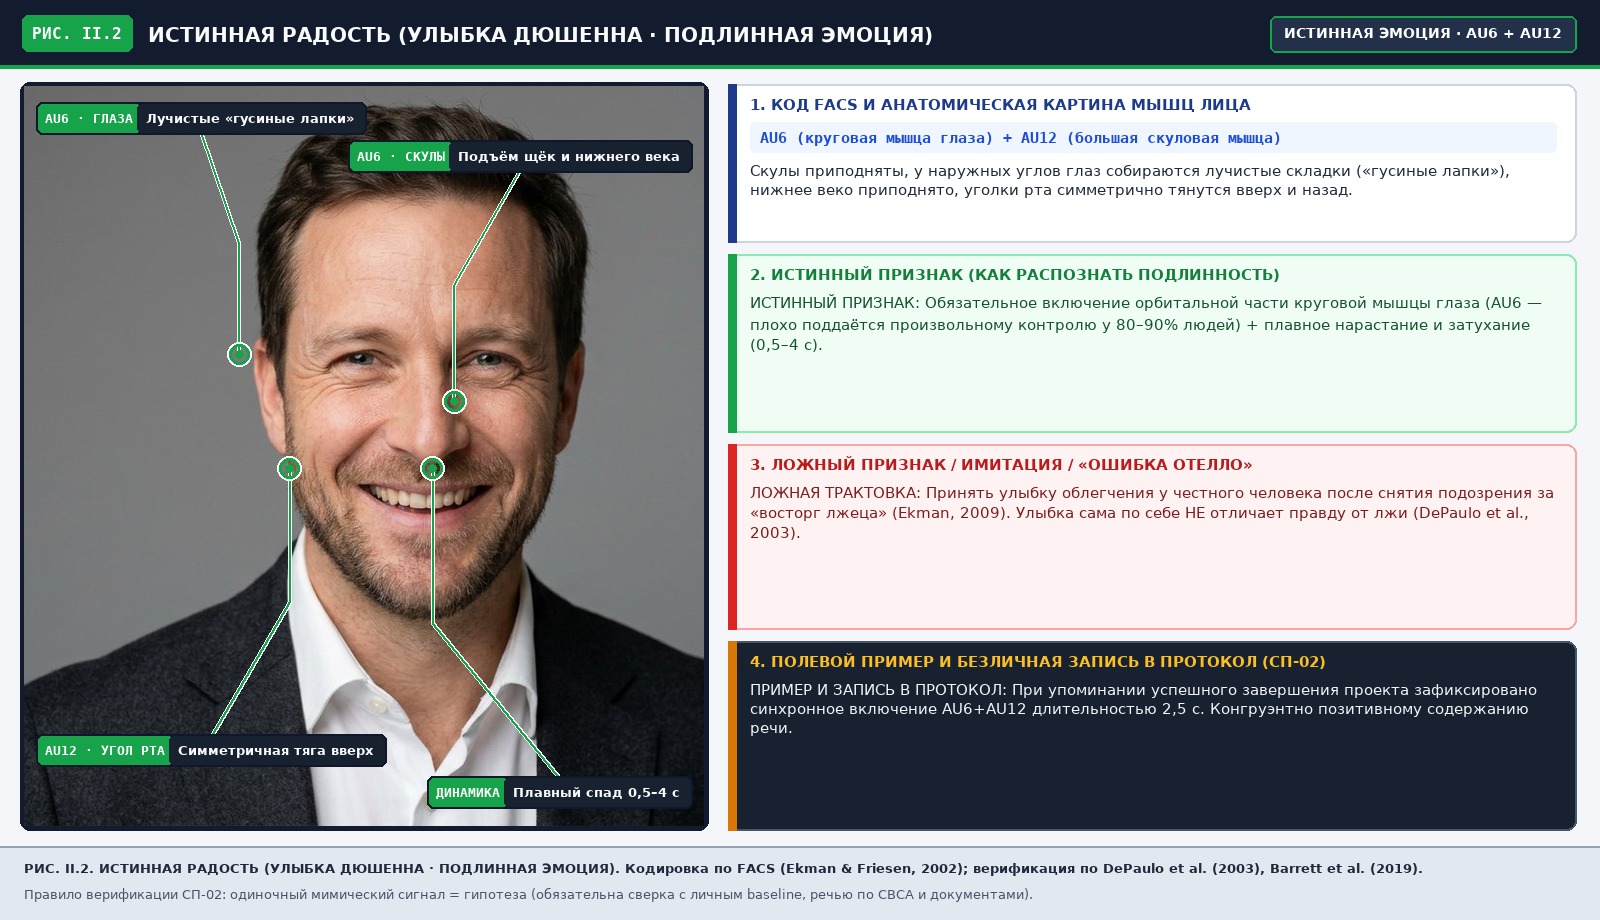 РИС. II.2
ИСТИННАЯ РАДОСТЬ (УЛЫБКА ДЮШЕННА · ПОДЛИННАЯ ЭМОЦИЯ)
ИСТИННАЯ ЭМОЦИЯ · AU6 + AU12
AU6 · ГЛАЗА Лучистые «гусиные лапки»
AU6 · СКУЛЫ Подъём щёк и нижнего века
AU12 · УГОЛ РТА Симметричная тяга вверх
ДИНАМИКА Плавный спад 0,5–4 с
1. КОД FACS И АНАТОМИЧЕСКАЯ КАРТИНА МЫШЦ ЛИЦА
AU6 (круговая мышца глаза) + AU12 (большая скуловая мышца)
Скулы приподняты, у наружных углов глаз собираются лучистые складки («гусиные лапки»),
нижнее веко приподнято, уголки рта симметрично тянутся вверх и назад.
2. ИСТИННЫЙ ПРИЗНАК (КАК РАСПОЗНАТЬ ПОДЛИННОСТЬ)
ИСТИННЫЙ ПРИЗНАК: Обязательное включение орбитальной части круговой мышцы глаза (AU6 —
плохо поддаётся произвольному контролю у 80–90% людей) + плавное нарастание и затухание
(0,5–4 с).
3. ЛОЖНЫЙ ПРИЗНАК / ИМИТАЦИЯ / «ОШИБКА ОТЕЛЛО»
ЛОЖНАЯ ТРАКТОВКА: Принять улыбку облегчения у честного человека после снятия подозрения за
«восторг лжеца» (Ekman, 2009). Улыбка сама по себе НЕ отличает правду от лжи (DePaulo et al.,
2003).
4. ПОЛЕВОЙ ПРИМЕР И БЕЗЛИЧНАЯ ЗАПИСЬ В ПРОТОКОЛ (СП-02)
ПРИМЕР И ЗАПИСЬ В ПРОТОКОЛ: При упоминании успешного завершения проекта зафиксировано
синхронное включение AU6+AU12 длительностью 2,5 с. Конгруэнтно позитивному содержанию
речи.
РИС. II.2. ИСТИННАЯ РАДОСТЬ (УЛЫБКА ДЮШЕННА · ПОДЛИННАЯ ЭМОЦИЯ). Кодировка по FACS (Ekman & Friesen, 2002); верификация по DePaulo et al. (2003), Barrett et al. (2019).
Правило верификации СП-02: одиночный мимический сигнал = гипотеза (обязательна сверка с личным baseline, речью по CBCA и документами).